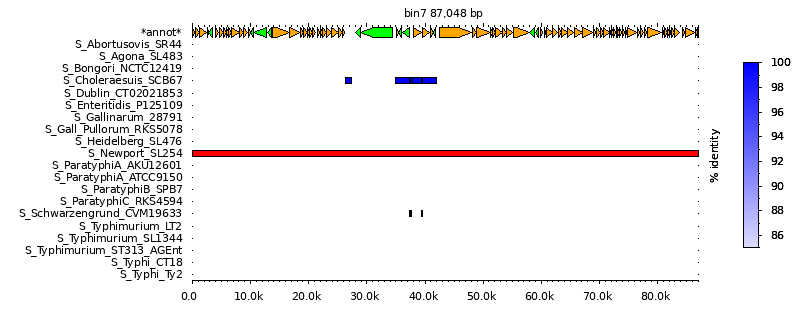 bin7 87,048 bp
*annot*
S_Abortusovis_SR44
S_Agona_SL483
S_Bongori_NCTC12419
S_Choleraesuis_SCB67
S_Dublin_CT02021853
S_Enteritidis_P125109
S_Gallinarum_28791
S_Gall_Pullorum_RKS5078
S_Heidelberg_SL476
S_Newport_SL254
S_ParatyphiA_AKU12601
S_ParatyphiA_ATCC9150
S_ParatyphiB_SPB7
S_ParatyphiC_RKS4594
S_Schwarzengrund_CVM19633
S_Typhimurium_LT2
S_Typhimurium_SL1344
S_Typhimurium_ST313_AGEnt
S_Typhi_CT18
S_Typhi_Ty2
0.0 10.0k 20.0k 30.0k 40.0k 50.0k 60.0k 70.0k 80.0k
% identity
100
98
96
94
92
90
88
86